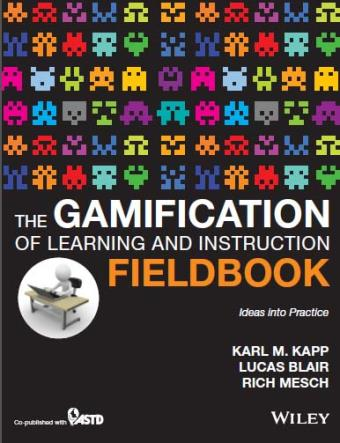 THE GAMIFICATION
OF LEARNING AND INSTRUCTION
FIELDBOOK
Ideas into Practice
KARL M. KAPP
LUCAS BLAIR
RICH MESCH
Co-published with ASTD
WILEY